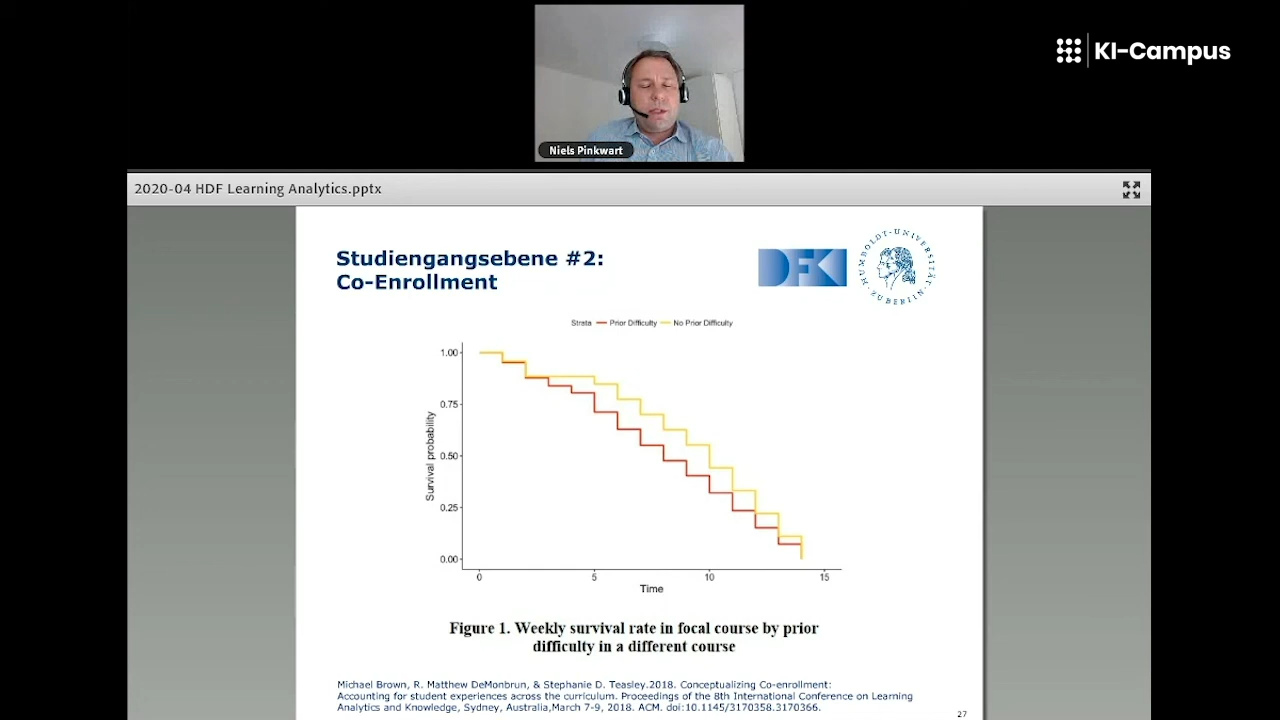 KI-Campus
Niels Pinkwart
2020-04 HDF Learning Analytics.pptx
Studiengangsebene #2:
Co-Enrollment
DFKI
HUMBOLDT-UNIVERSITÄT
ZU BERLIN
Strata Prior Difficulty No Prior Difficulty
1.00
0.75
0.50
0.25
0.00
Survival probability
0 5 10 15
Time
Figure 1. Weekly survival rate in focal course by prior
difficulty in a different course
Michael Brown, R. Matthew DeMonbrun, & Stephanie D. Teasley.2018. Conceptualizing Co-enrollment:
Accounting for student experiences across the curriculum. Proceedings of the 8th International Conference on Learning
Analytics and Knowledge, Sydney, Australia,March 7-9, 2018. ACM. doi:10.1145/3170358.3170366.
27